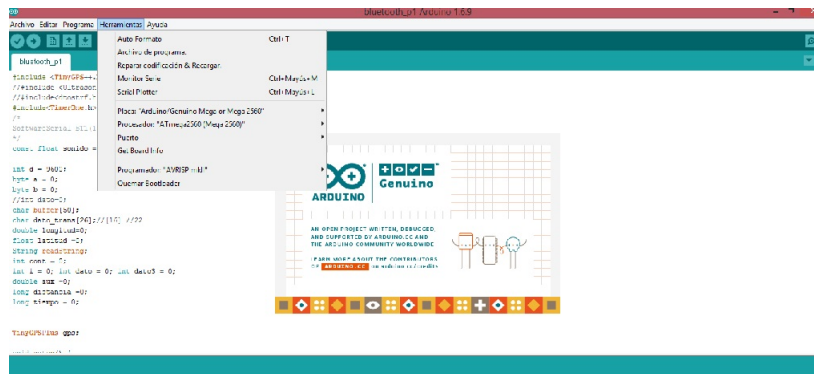 bluetooth_p1 Arduino 1.6.9
Archivo Editar Programa Herramientas Ayuda
Auto Formato Ctrl+T
Archivo de programa.
Reparar codificación & Recargar.
Monitor Serie Ctrl+Mayús+M
Serial Plotter Ctrl+Mayús+L
Placa: "Arduino/Genuino Mega or Mega 2560"
Procesador: "ATmega2560 (Mega 2560)"
Puerto
Get Board Info
Programador: "AVRISP mkII"
Quemar Bootloader
bluetooth_p1
#include <TinyGPS++.
//#include <Ultrason
#include<TimerOne.h>
/*
*/
const float sonido =
int d = 9600;
byte a = 0;
byte b = 0;
//int dato=0;
char buffer[50];
char dato_trama[26];//[16] //22
double longitud=0;
float latitud =0;
String readString;
int cont = 0;
int i = 0; int dato = 0; int dato3 = 0;
double aux =0;
long distancia =0;
long tiempo = 0;
TinyGPSPlus gps;
ARDUINO
Genuino
AN OPEN PROJECT WRITTEN, DEBUGGED,
AND SUPPORTED BY ARDUINO.CC AND
THE ARDUINO COMMUNITY WORLDWIDE
LEARN MORE ABOUT THE CONTRIBUTORS
OF ARDUINO.CC on arduino.cc/credits